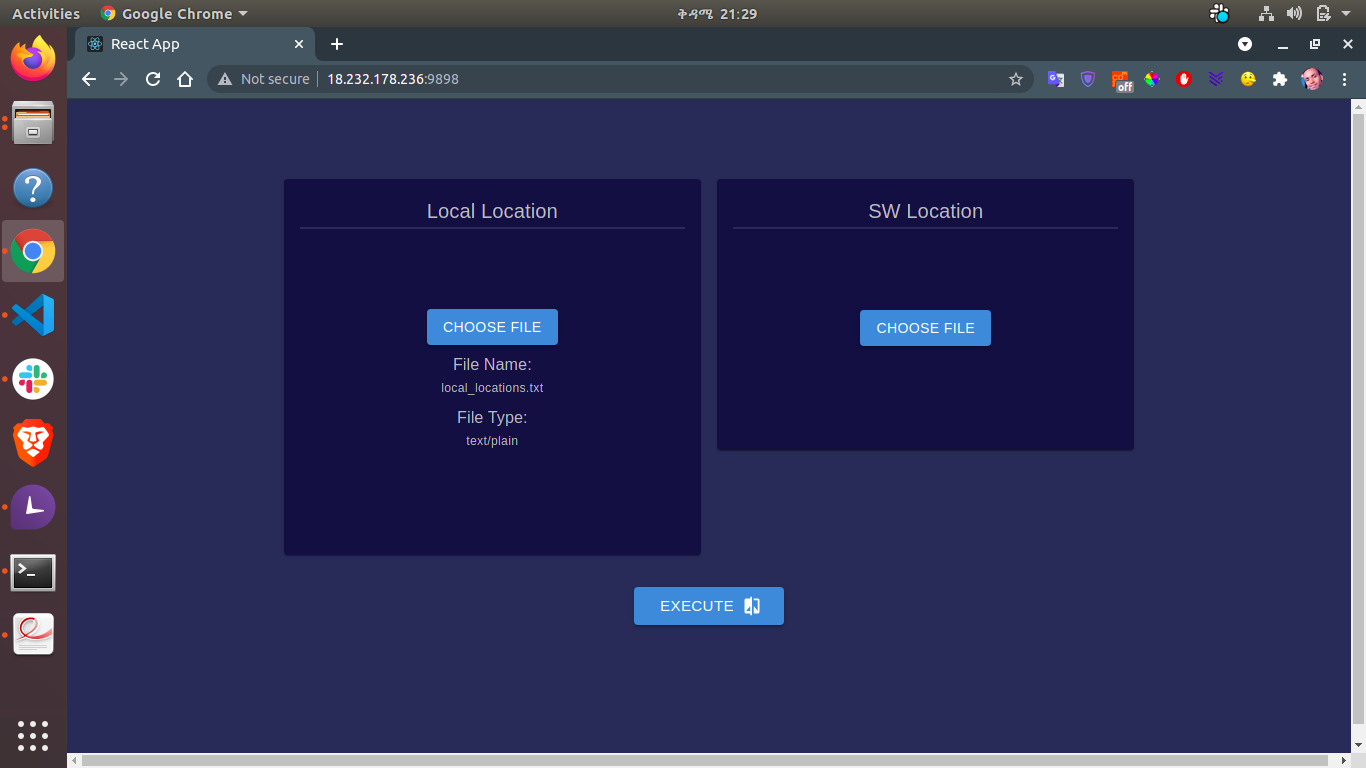 Activities
Google Chrome
ቅዳሜ 21:29
React App
Not secure
18.232.178.236:9898
off
Local Location
CHOOSE FILE
File Name:
local_locations.txt
File Type:
text/plain
SW Location
CHOOSE FILE
EXECUTE